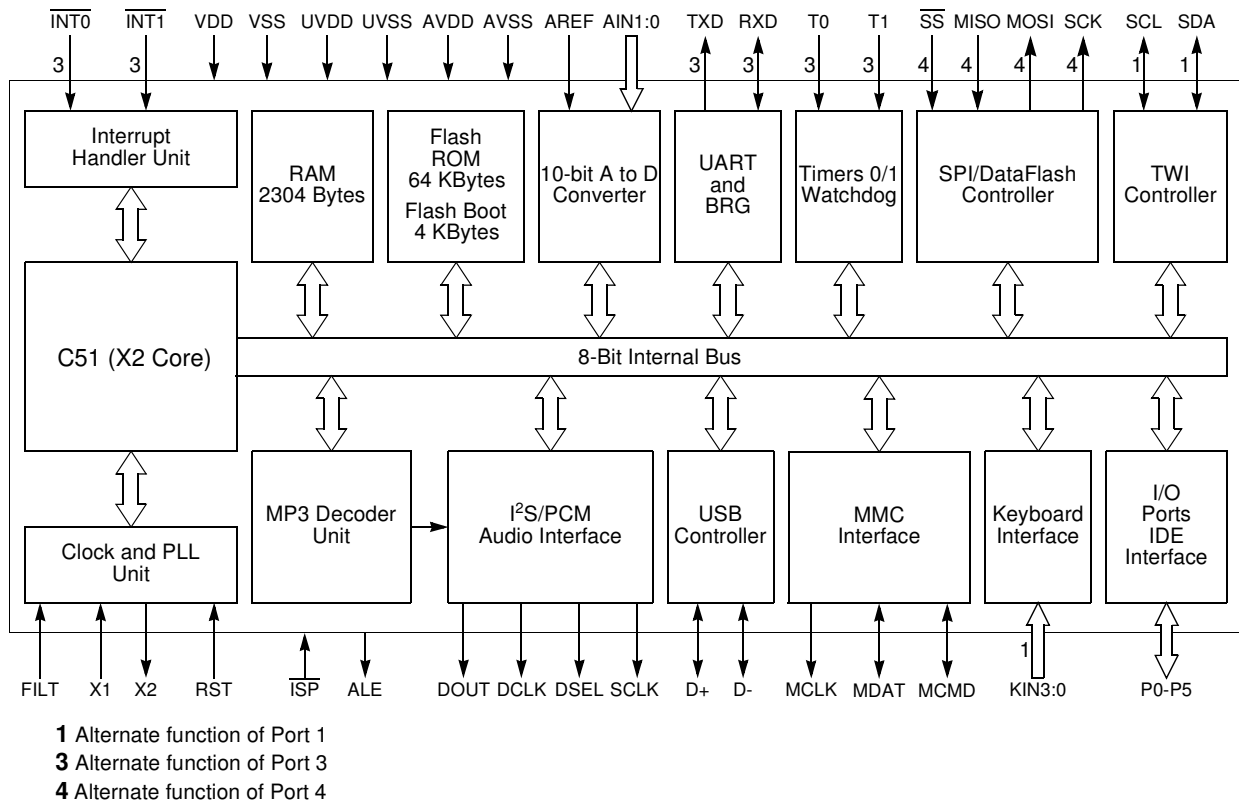 INT0 INT1 VDD VSS UVDD UVSS AVDD AVSS AREF AIN1:0 TXD RXD T0 T1 SS MISO MOSI SCK SCL SDA
3 3 3 3 3 3 4 4 4 4 1 1
Interrupt
Handler Unit
RAM
2304 Bytes
Flash
ROM
64 KBytes
Flash Boot
4 KBytes
10-bit A to D
Converter
UART
and
BRG
Timers 0/1
Watchdog
SPI/DataFlash
Controller
TWI
Controller
C51 (X2 Core)
8-Bit Internal Bus
Clock and PLL
Unit
MP3 Decoder
Unit
I²S/PCM
Audio Interface
USB
Controller
MMC
Interface
Keyboard
Interface
I/O
Ports
IDE
Interface
1
FILT X1 X2 RST ISP ALE DOUT DCLK DSEL SCLK D+ D- MCLK MDAT MCMD KIN3:0 P0-P5
1 Alternate function of Port 1
3 Alternate function of Port 3
4 Alternate function of Port 4